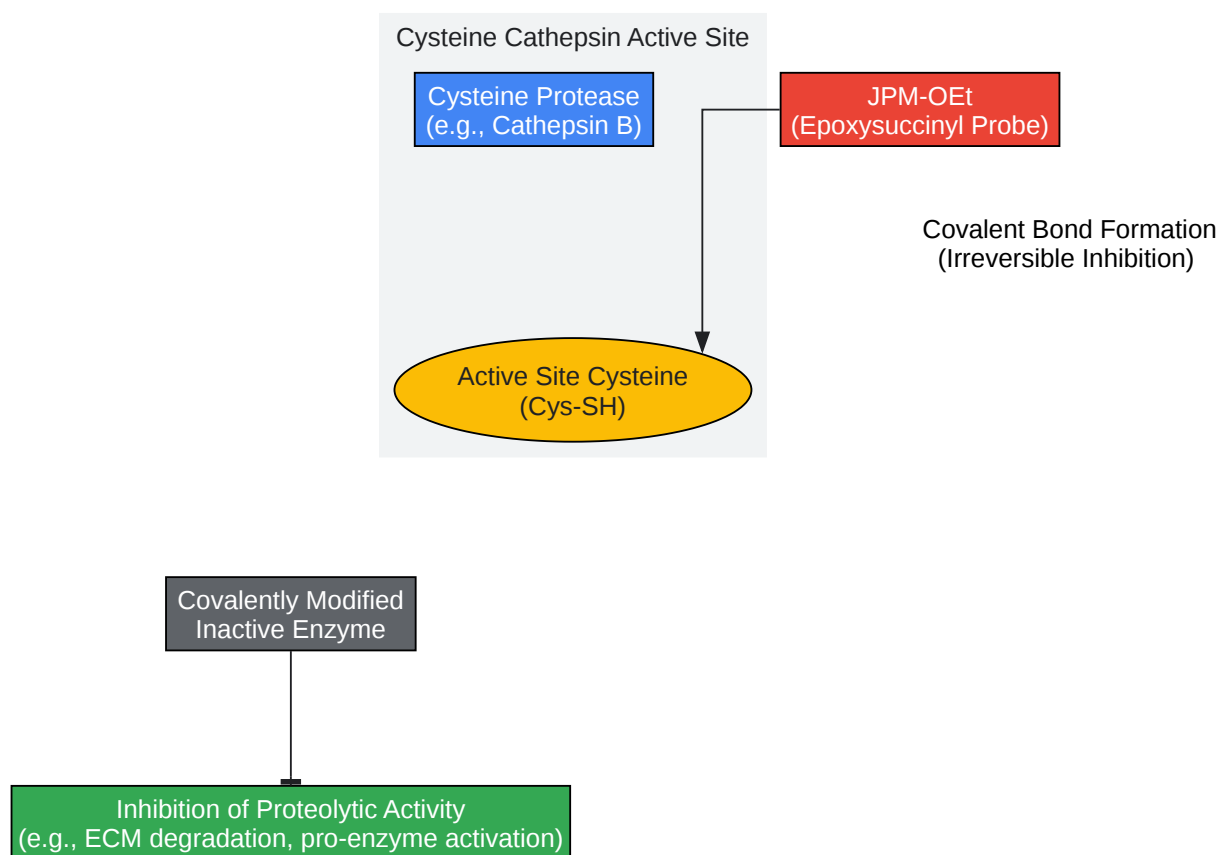 Cysteine Cathepsin Active Site
Cysteine Protease
(e.g., Cathepsin B)
JPM-OEt
(Epoxysuccinyl Probe)
Covalent Bond Formation
(Irreversible Inhibition)
Active Site Cysteine
(Cys-SH)
Covalently Modified
Inactive Enzyme
Inhibition of Proteolytic Activity
(e.g., ECM degradation, pro-enzyme activation)